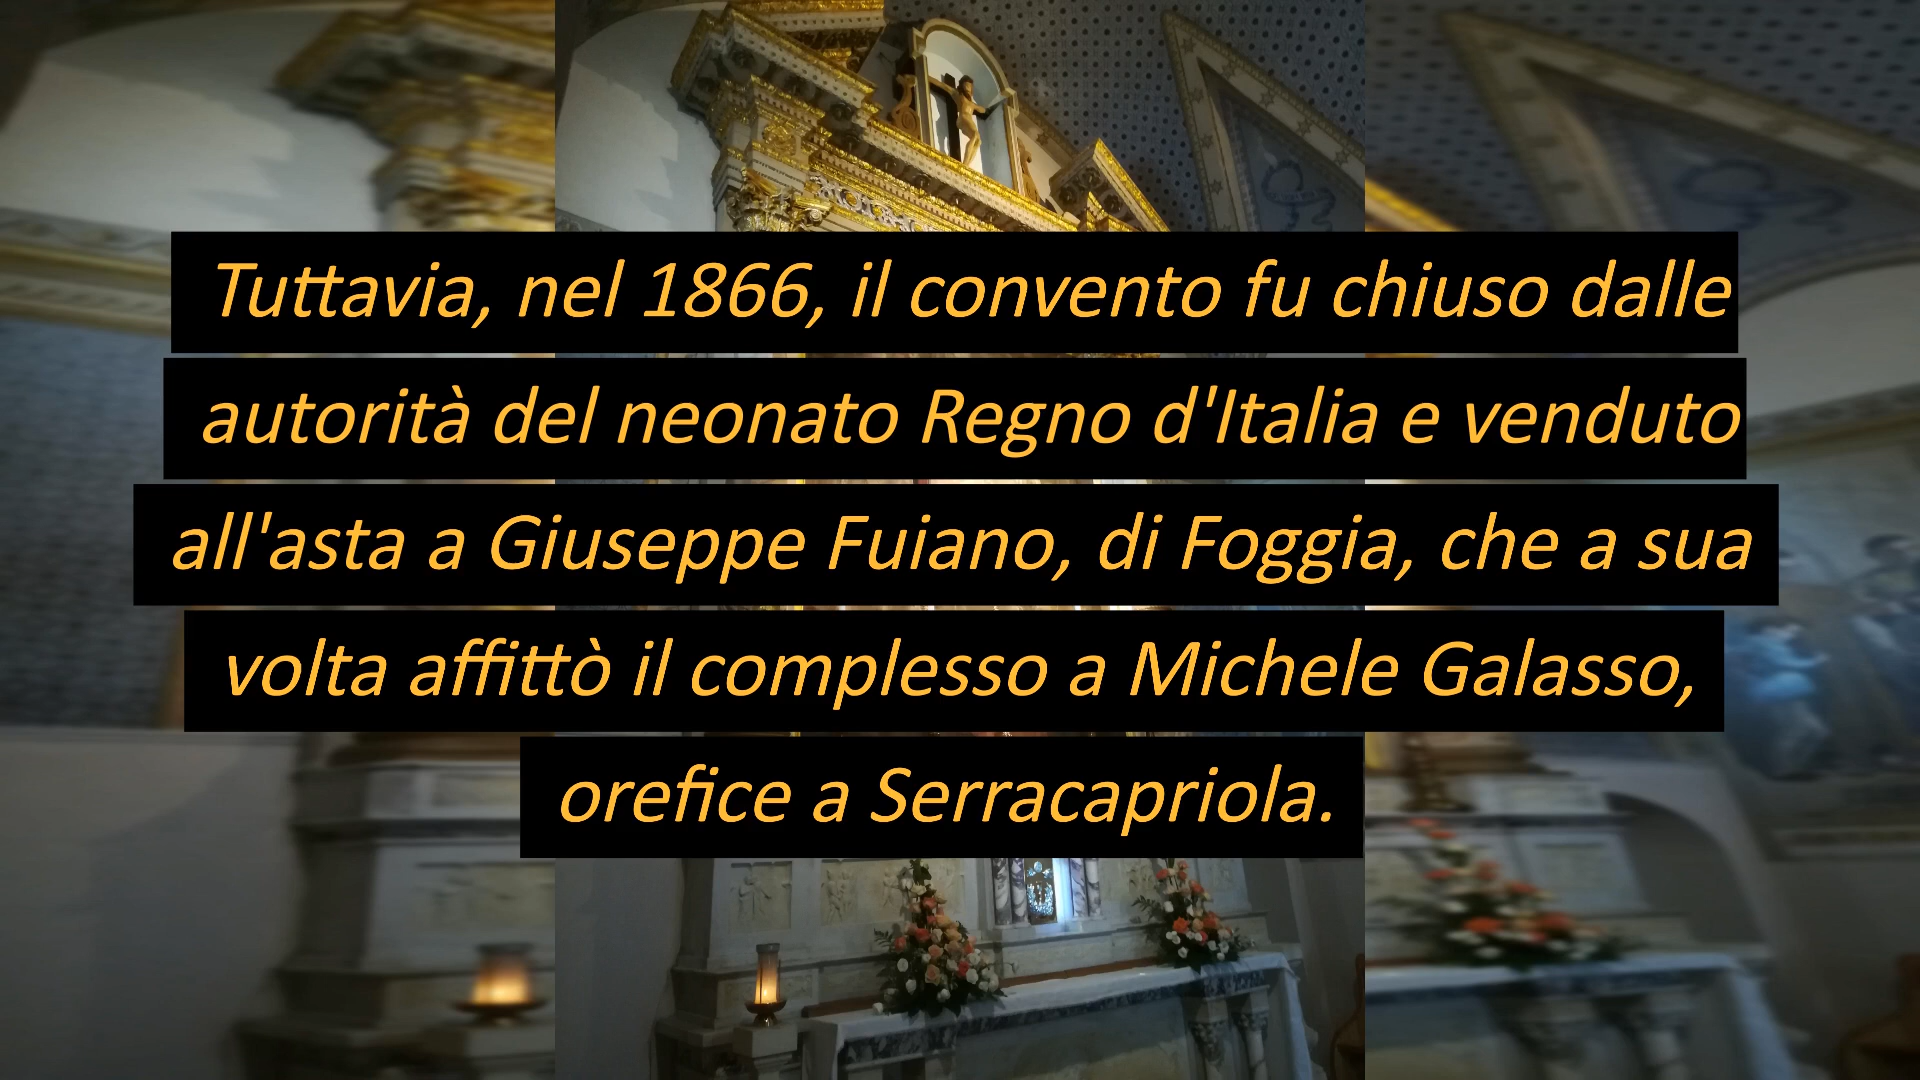 Tuttavia, nel 1866, il convento fu chiuso dalle
autorità del neonato Regno d'Italia e venduto
all'asta a Giuseppe Fuiano, di Foggia, che a sua
volta affittò il complesso a Michele Galasso,
orefice a Serracapriola.